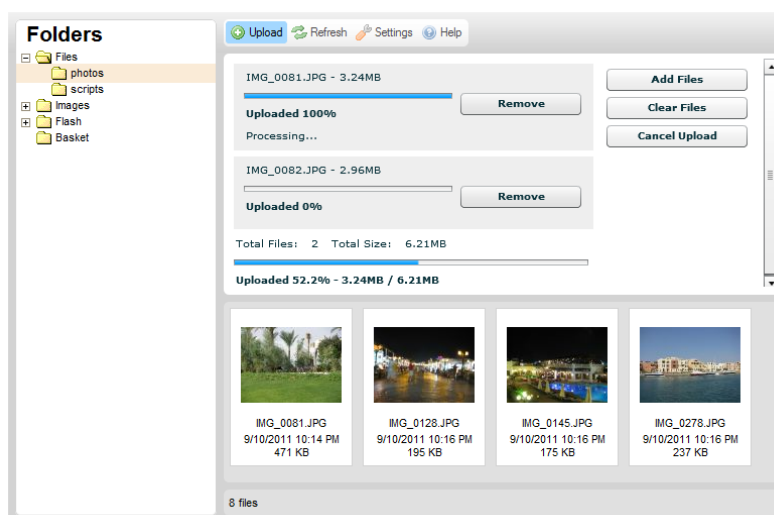 Folders
Files
photos
scripts
Images
Flash
Basket
Upload Refresh Settings Help
IMG_0081.JPG - 3.24MB
Uploaded 100%
Processing...
Remove
IMG_0082.JPG - 2.96MB
Uploaded 0%
Remove
Total Files: 2 Total Size: 6.21MB
Uploaded 52.2% - 3.24MB / 6.21MB
Add Files
Clear Files
Cancel Upload
IMG_0081.JPG
9/10/2011 10:14 PM
471 KB
IMG_0128.JPG
9/10/2011 10:16 PM
195 KB
IMG_0145.JPG
9/10/2011 10:16 PM
175 KB
IMG_0278.JPG
9/10/2011 10:16 PM
237 KB
8 files